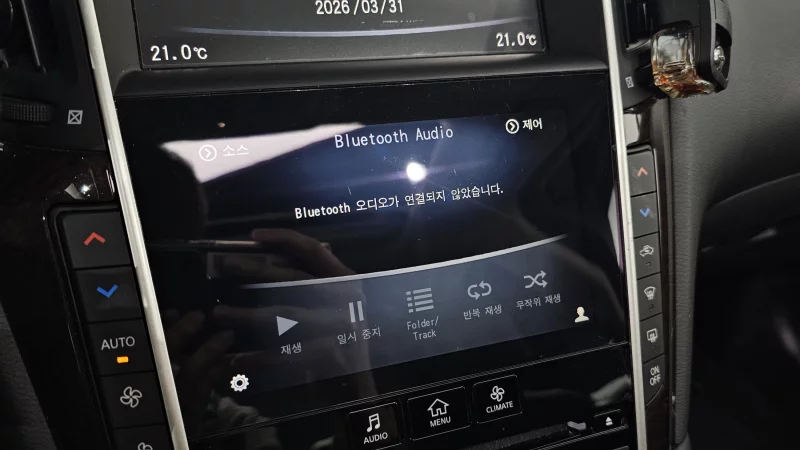 2026/03/31
21.0℃
21.0℃
소스
Bluetooth Audio
제어
Bluetooth 오디오가 연결되지 않았습니다.
재생
일시 중지
Folder/
Track
반복 재생
무작위 재생
AUTO
ON
OFF
AUDIO
MENU
CLIMATE